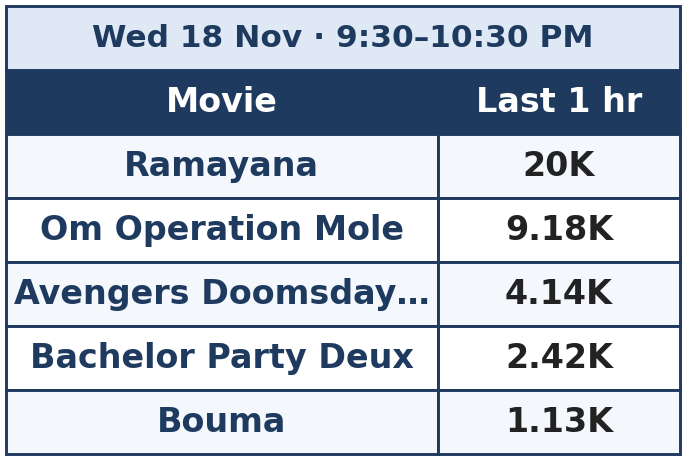 Wed 18 Nov · 9:30–10:30 PM
Movie Last 1 hr
Ramayana 20K
Om Operation Mole 9.18K
Avengers Doomsday... 4.14K
Bachelor Party Deux 2.42K
Bouma 1.13K